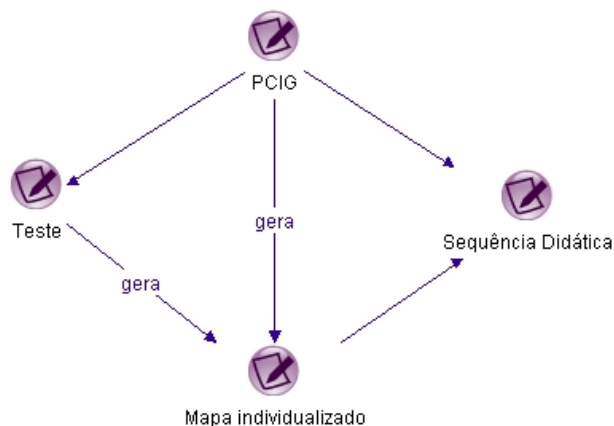 PCIG
Teste
gera
Sequência Didática
gera
Mapa individualizado